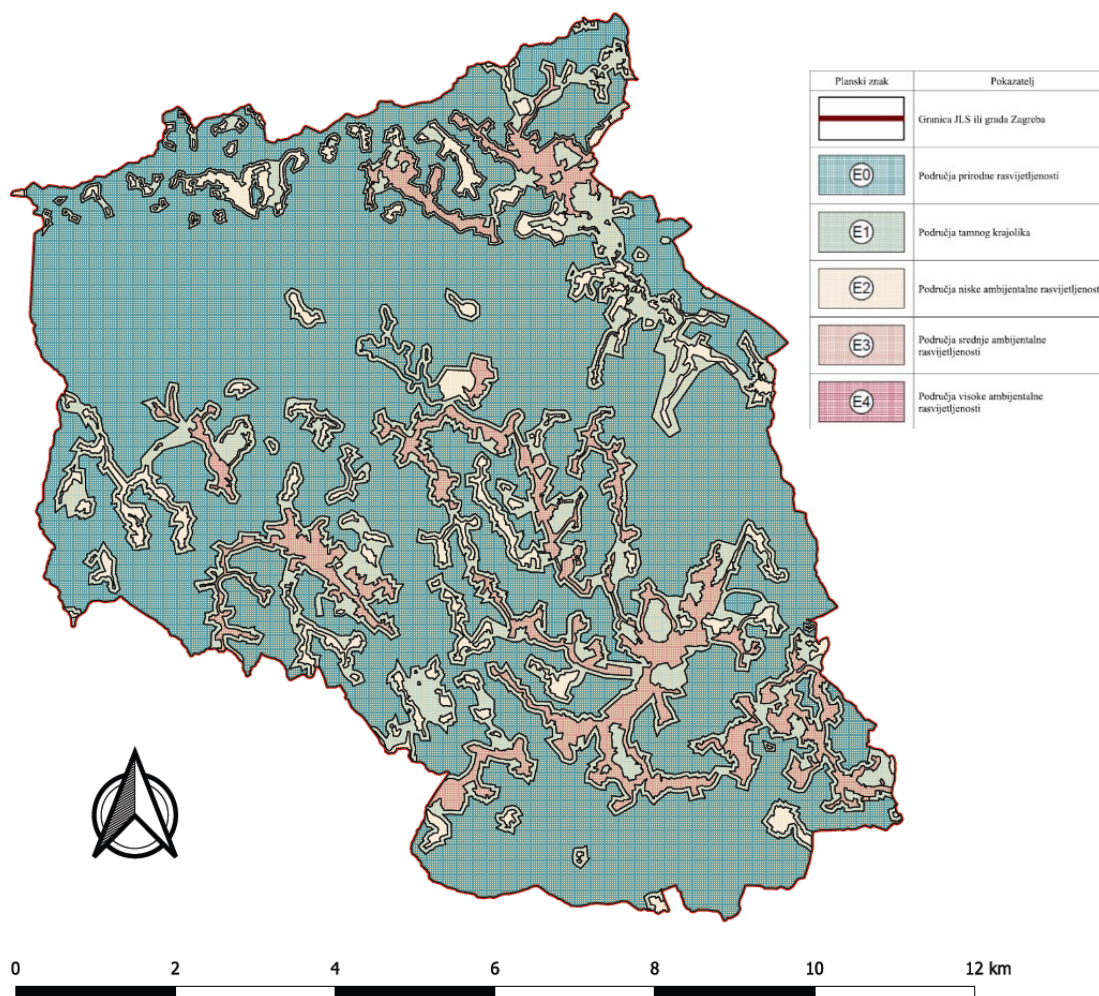 Planski znak
Pokazatelj
Granica JLS ili grada Zagreba
E0
Područja prirodne rasvijetljenosti
E1
Područja tamnog krajolika
E2
Područja niske ambijentalne rasvijetljenosti
E3
Područja srednje ambijentalne
rasvijetljenosti
E4
Područja visoke ambijentalne
rasvijetljenosti
0 2 4 6 8 10 12 km